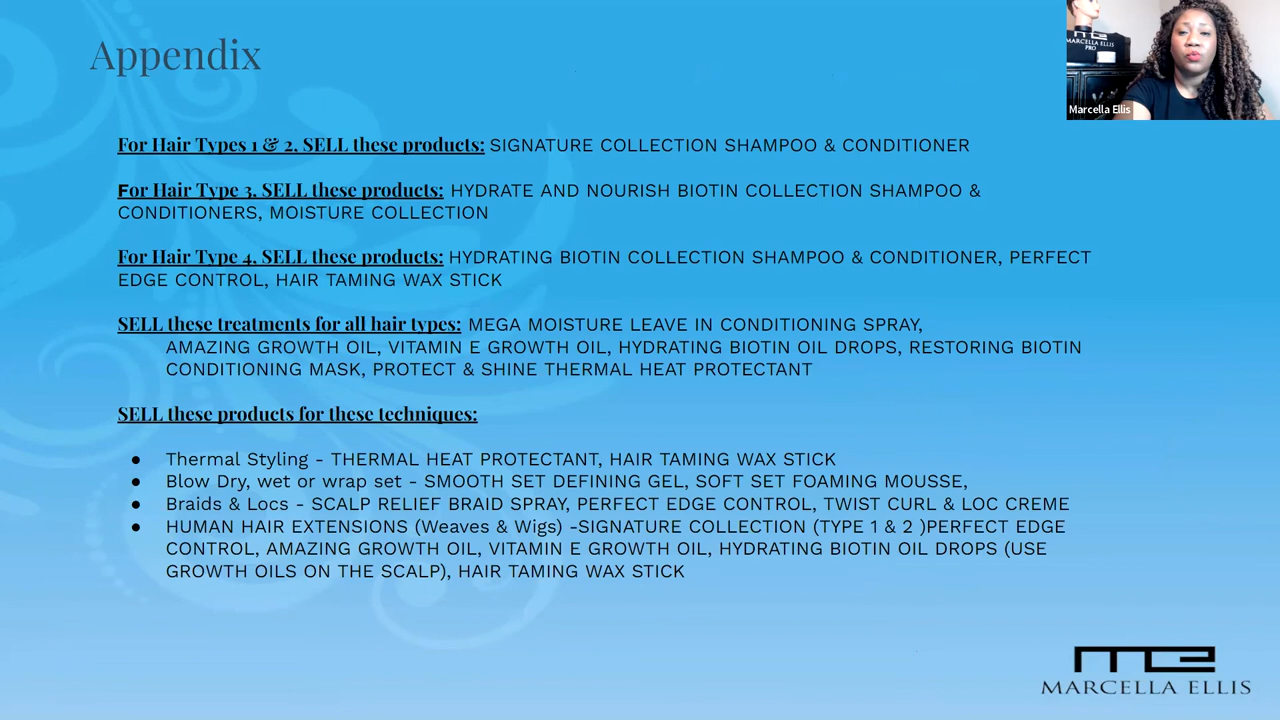 Appendix
MARCELLA ELLIS
PRO
Marcella Ellis
For Hair Types 1 & 2, SELL these products: SIGNATURE COLLECTION SHAMPOO & CONDITIONER
For Hair Type 3, SELL these products: HYDRATE AND NOURISH BIOTIN COLLECTION SHAMPOO &
CONDITIONERS, MOISTURE COLLECTION
For Hair Type 4, SELL these products: HYDRATING BIOTIN COLLECTION SHAMPOO & CONDITIONER, PERFECT
EDGE CONTROL, HAIR TAMING WAX STICK
SELL these treatments for all hair types: MEGA MOISTURE LEAVE IN CONDITIONING SPRAY,
AMAZING GROWTH OIL, VITAMIN E GROWTH OIL, HYDRATING BIOTIN OIL DROPS, RESTORING BIOTIN
CONDITIONING MASK, PROTECT & SHINE THERMAL HEAT PROTECTANT
SELL these products for these techniques:
● Thermal Styling - THERMAL HEAT PROTECTANT, HAIR TAMING WAX STICK
● Blow Dry, wet or wrap set - SMOOTH SET DEFINING GEL, SOFT SET FOAMING MOUSSE,
● Braids & Locs - SCALP RELIEF BRAID SPRAY, PERFECT EDGE CONTROL, TWIST CURL & LOC CREME
● HUMAN HAIR EXTENSIONS (Weaves & Wigs) -SIGNATURE COLLECTION (TYPE 1 & 2 )PERFECT EDGE
CONTROL, AMAZING GROWTH OIL, VITAMIN E GROWTH OIL, HYDRATING BIOTIN OIL DROPS (USE
GROWTH OILS ON THE SCALP), HAIR TAMING WAX STICK
ME
MARCELLA ELLIS